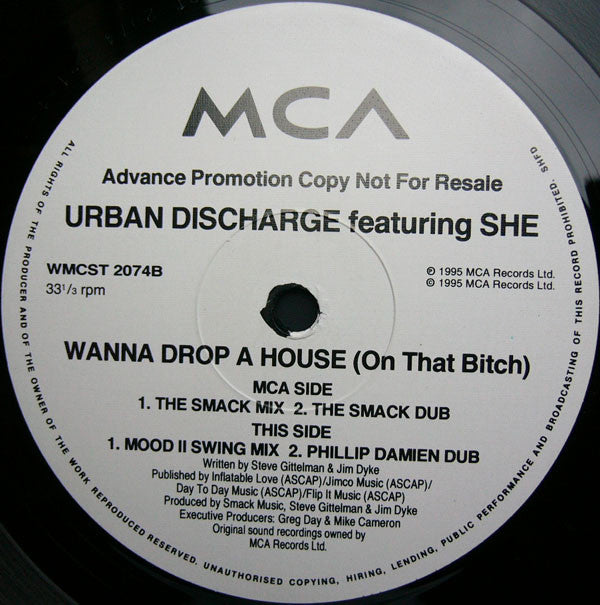 MCA
Advance Promotion Copy Not For Resale
URBAN DISCHARGE featuring SHE
WMCST 2074B
33 1/3 rpm
℗ 1995 MCA Records Ltd.
© 1995 MCA Records Ltd.
WANNA DROP A HOUSE (On That Bitch)
MCA SIDE
1. THE SMACK MIX 2. THE SMACK DUB
THIS SIDE
1. MOOD II SWING MIX 2. PHILLIP DAMIEN DUB
Written by Steve Gittelman & Jim Dyke
Published by Inflatable Love (ASCAP)/Jimco Music (ASCAP)/
Day To Day Music (ASCAP)/Flip It Music (ASCAP)
Produced by Smack Music, Steve Gittelman & Jim Dyke
Executive Producers: Greg Day & Mike Cameron
Original sound recordings owned by
MCA Records Ltd.
ALL RIGHTS OF THE PRODUCER AND OF THE OWNER OF THE WORK REPRODUCED RESERVED. UNAUTHORISED COPYING, HIRING, LENDING, PUBLIC PERFORMANCE AND BROADCASTING OF THIS RECORD PROHIBITED. SHFD